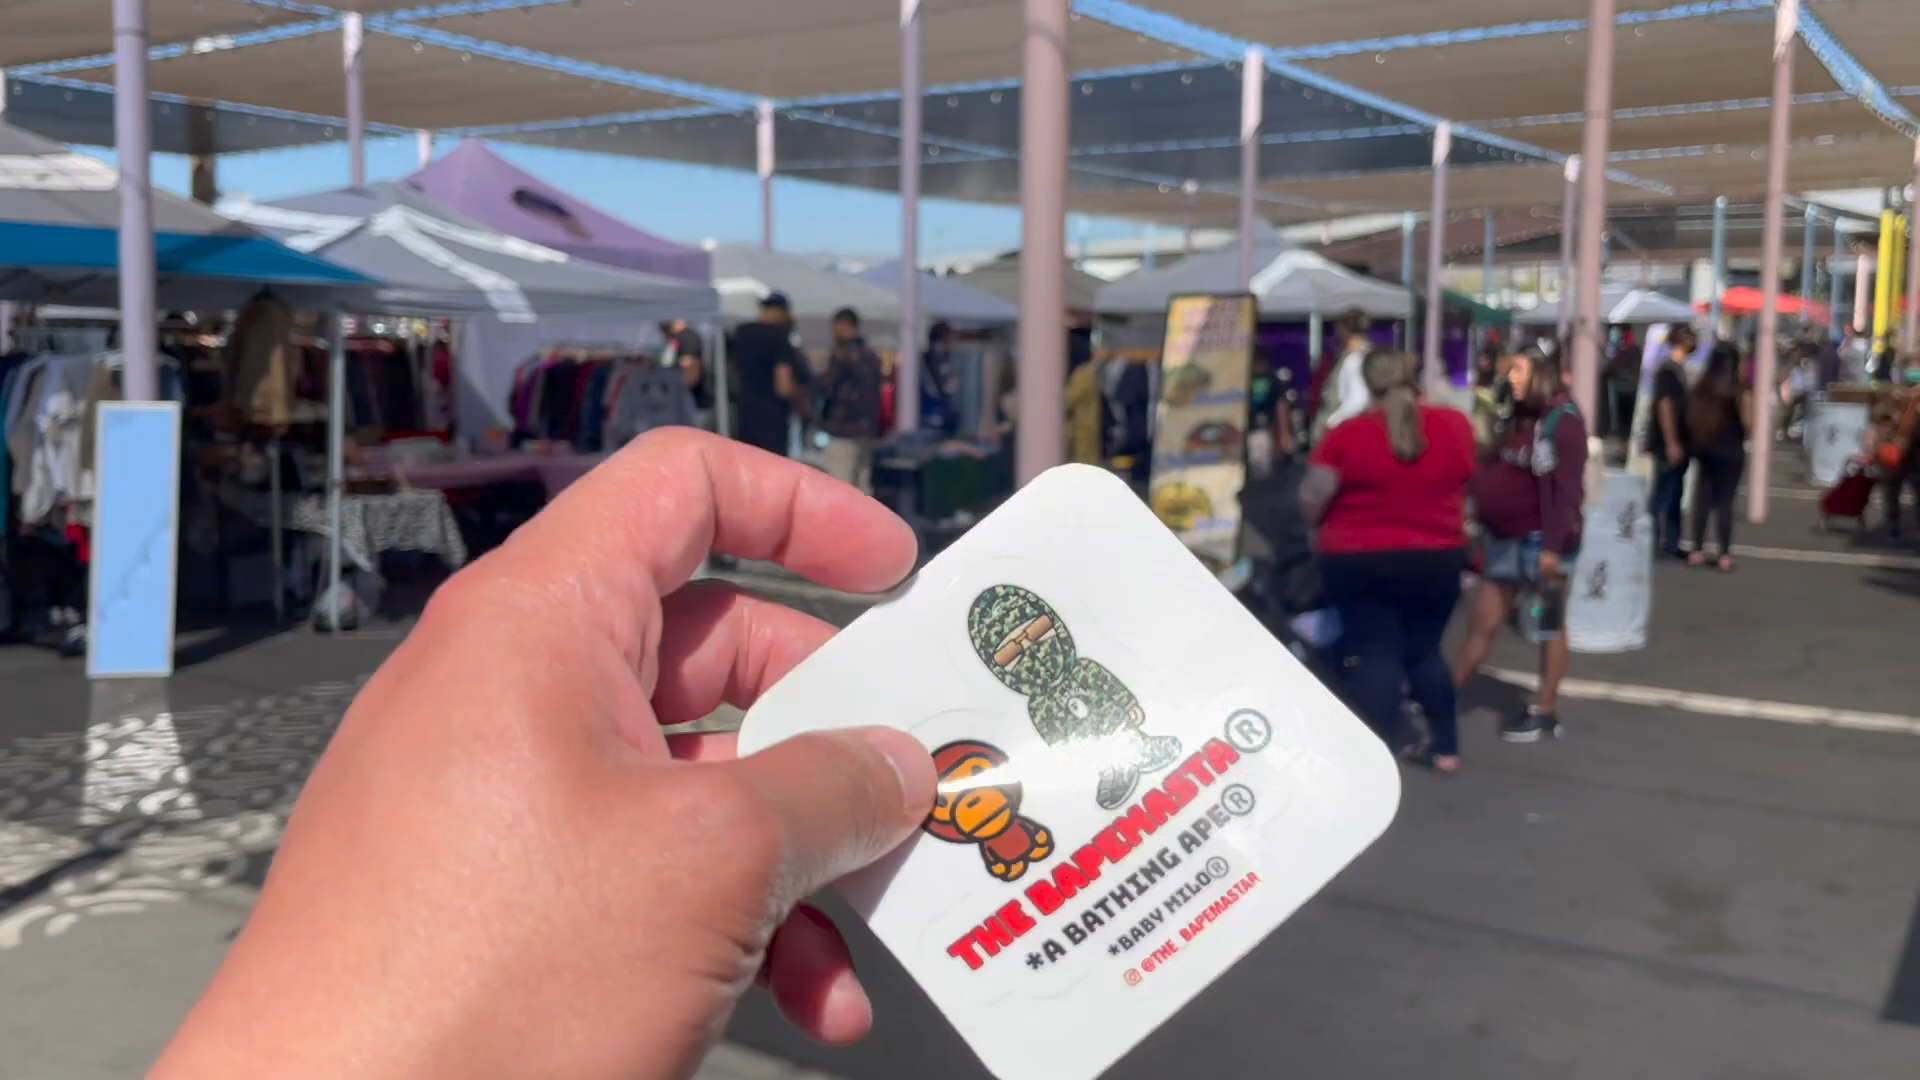 THE BAPEMASTA®
*A BATHING APE®
*BABY MILO®
@THE_BAPEMASTAR